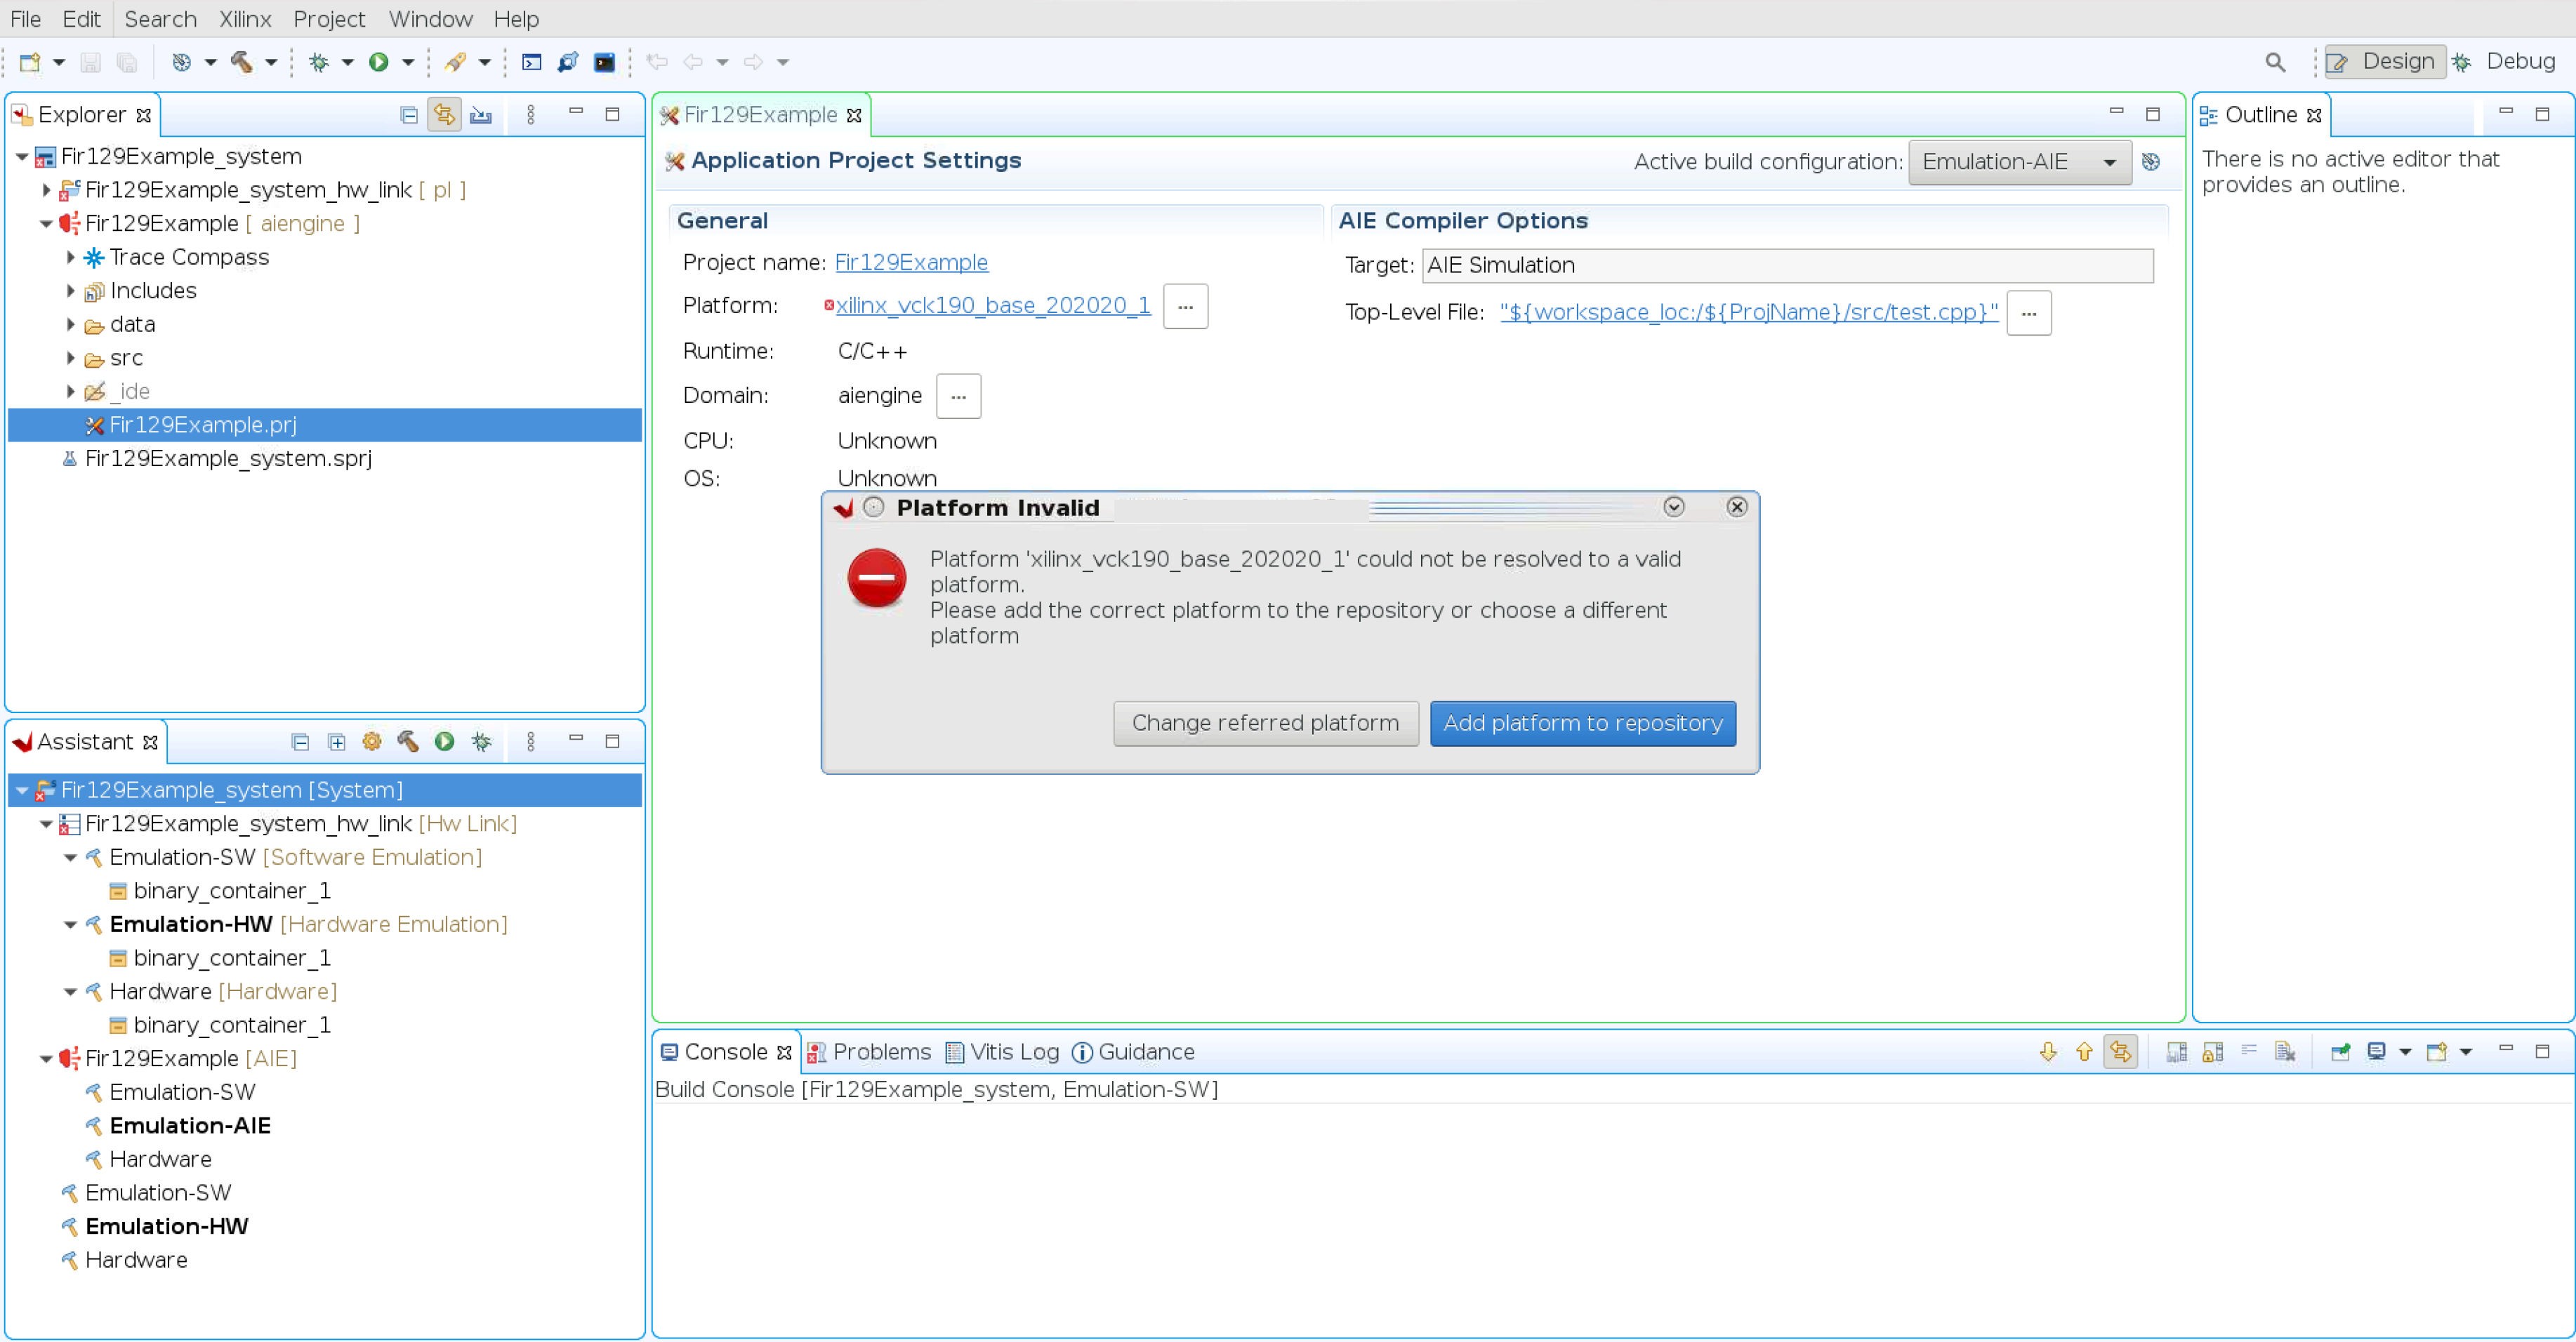 File Edit Search Xilinx Project Window Help
Design Debug
Explorer
Fir129Example_system
Fir129Example_system_hw_link [ pl ]
Fir129Example [ aiengine ]
Trace Compass
Includes
data
src
_ide
Fir129Example.prj
Fir129Example_system.sprj
Assistant
Fir129Example_system [System]
Fir129Example_system_hw_link [Hw Link]
Emulation-SW [Software Emulation]
binary_container_1
Emulation-HW [Hardware Emulation]
binary_container_1
Hardware [Hardware]
binary_container_1
Fir129Example [AIE]
Emulation-SW
Emulation-AIE
Hardware
Emulation-SW
Emulation-HW
Hardware
Fir129Example
Application Project Settings
Active build configuration: Emulation-AIE
General
Project name: Fir129Example
Platform: xilinx_vck190_base_202020_1 ...
Runtime: C/C++
Domain: aiengine ...
CPU: Unknown
OS: Unknown
AIE Compiler Options
Target: AIE Simulation
Top-Level File: "${workspace_loc:/${ProjName}/src/test.cpp}" ...
Platform Invalid
Platform 'xilinx_vck190_base_202020_1' could not be resolved to a valid
platform.
Please add the correct platform to the repository or choose a different
platform
Change referred platform Add platform to repository
Outline
There is no active editor that
provides an outline.
Console Problems Vitis Log Guidance
Build Console [Fir129Example_system, Emulation-SW]